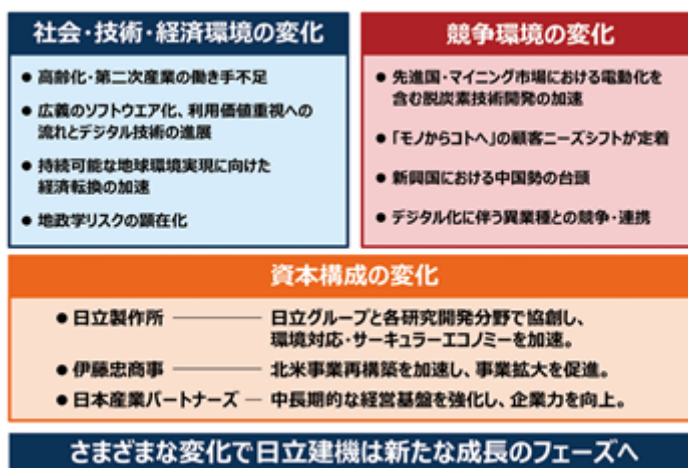 社会・技術・経済環境の変化
● 高齢化・第二次産業の働き手不足
● 広義のソフトウエア化、利用価値重視への
流れとデジタル技術の進展
● 持続可能な地球環境実現に向けた
経済転換の加速
● 地政学リスクの顕在化
競争環境の変化
● 先進国・マイニング市場における電動化を
含む脱炭素技術開発の加速
● 「モノからコトへ」の顧客ニーズシフトが定着
● 新興国における中国勢の台頭
● デジタル化に伴う異業種との競争・連携
資本構成の変化
● 日立製作所 ──── 日立グループと各研究開発分野で協創し、
環境対応・サーキュラーエコノミーを加速。
● 伊藤忠商事 ──── 北米事業再構築を加速し、事業拡大を促進。
● 日本産業パートナーズ ─ 中長期的な経営基盤を強化し、企業力を向上。
さまざまな変化で日立建機は新たな成長のフェーズへ